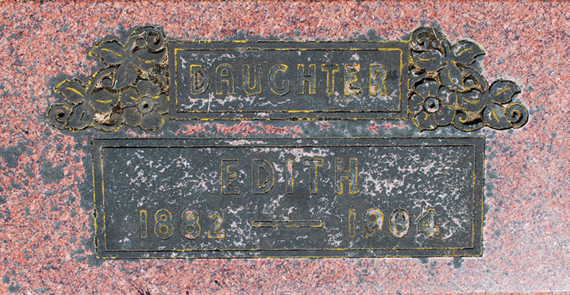 DAUGHTER
EDITH
1882 — 1904